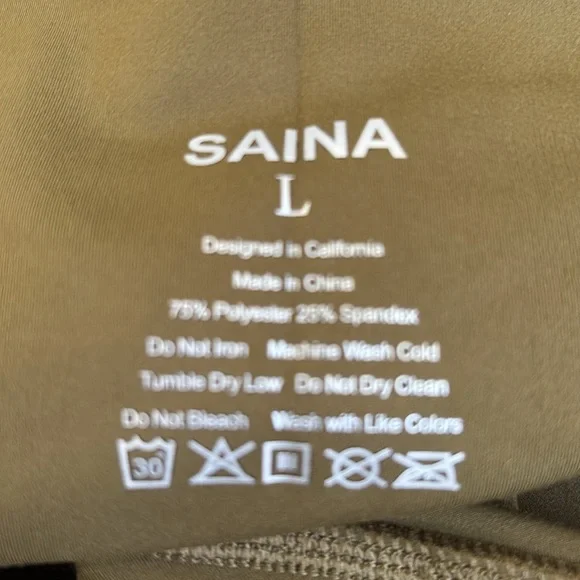 SAINA
L
Designed in California
Made in China
75% Polyester 25% Spandex
Do Not Iron Machine Wash Cold
Tumble Dry Low Do Not Dry Clean
Do Not Bleach Wash with Like Colors
30